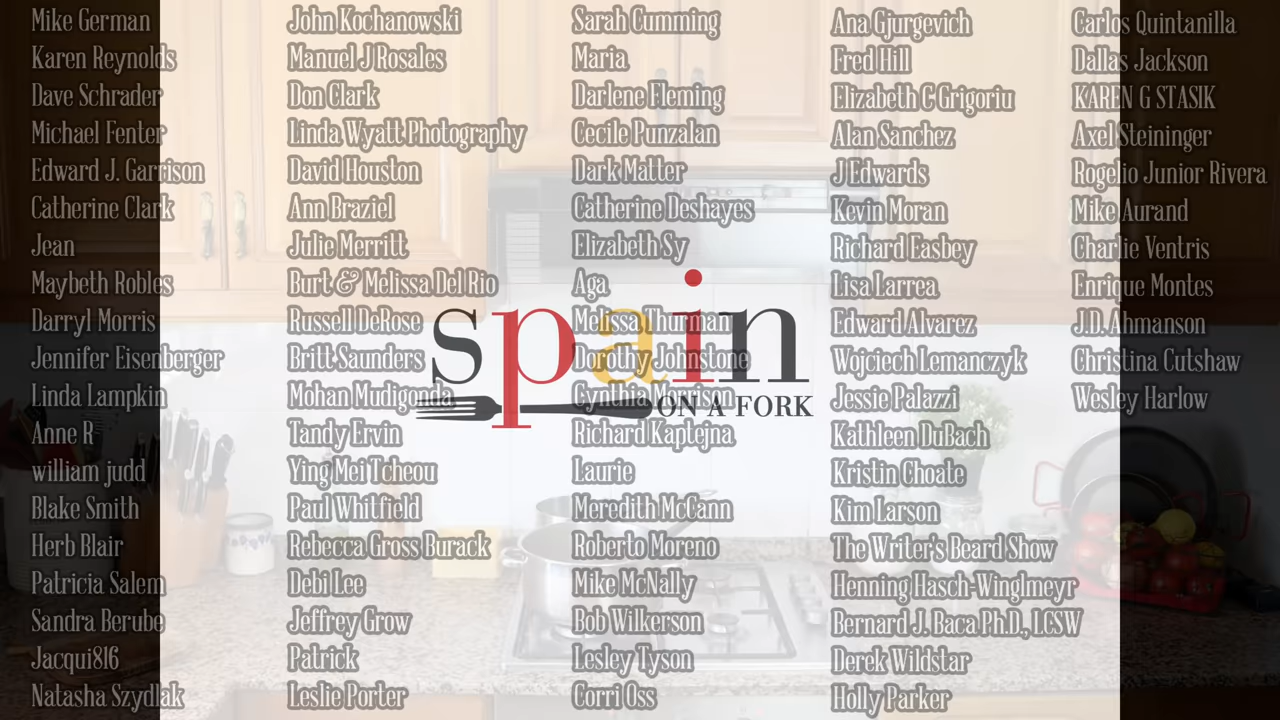 Mike German
Karen Reynolds
Dave Schrader
Michael Fenter
Edward J. Garrison
Catherine Clark
Jean
Maybeth Robles
Darryl Morris
Jennifer Eisenberger
Linda Lampkin
Anne R
william judd
Blake Smith
Herb Blair
Patricia Salem
Sandra Berube
Jacqui816
Natasha Szydlak
John Kochanowski
Manuel J Rosales
Don Clark
Linda Wyatt Photography
David Houston
Ann Braziel
Julie Merritt
Burt & Melissa Del Rio
Russell DeRose
Britt Saunders
Mohan Mudigonda
Tandy Ervin
Ying Mei Tcheou
Paul Whitfield
Rebecca Gross Burack
Debi Lee
Jeffrey Grow
Patrick
Leslie Porter
Sarah Cumming
Maria
Darlene Fleming
Cecile Punzalan
Dark Matter
Catherine Deshayes
Elizabeth Sy
Aga
Melissa Thurman
Dorothy Johnstone
Cynthia Morrison
Richard Kaptejna
Laurie
Meredith McCann
Roberto Moreno
Mike McNally
Bob Wilkerson
Lesley Tyson
Corri Oss
Ana Gjurgevich
Fred Hill
Elizabeth C Grigoriu
Alan Sanchez
J Edwards
Kevin Moran
Richard Easbey
Lisa Larrea
Edward Alvarez
Wojciech Lemanczyk
Jessie Palazzi
Kathleen DuBach
Kristin Choate
Kim Larson
The Writer's Beard Show
Henning Hasch-Winglmeyr
Bernard J. Baca Ph.D., LCSW
Derek Wildstar
Holly Parker
Carlos Quintanilla
Dallas Jackson
KAREN G STASIK
Axel Steininger
Rogelio Junior Rivera
Mike Aurand
Charlie Ventris
Enrique Montes
J.D. Ahmanson
Christina Cutshaw
Wesley Harlow
spain
ON A FORK